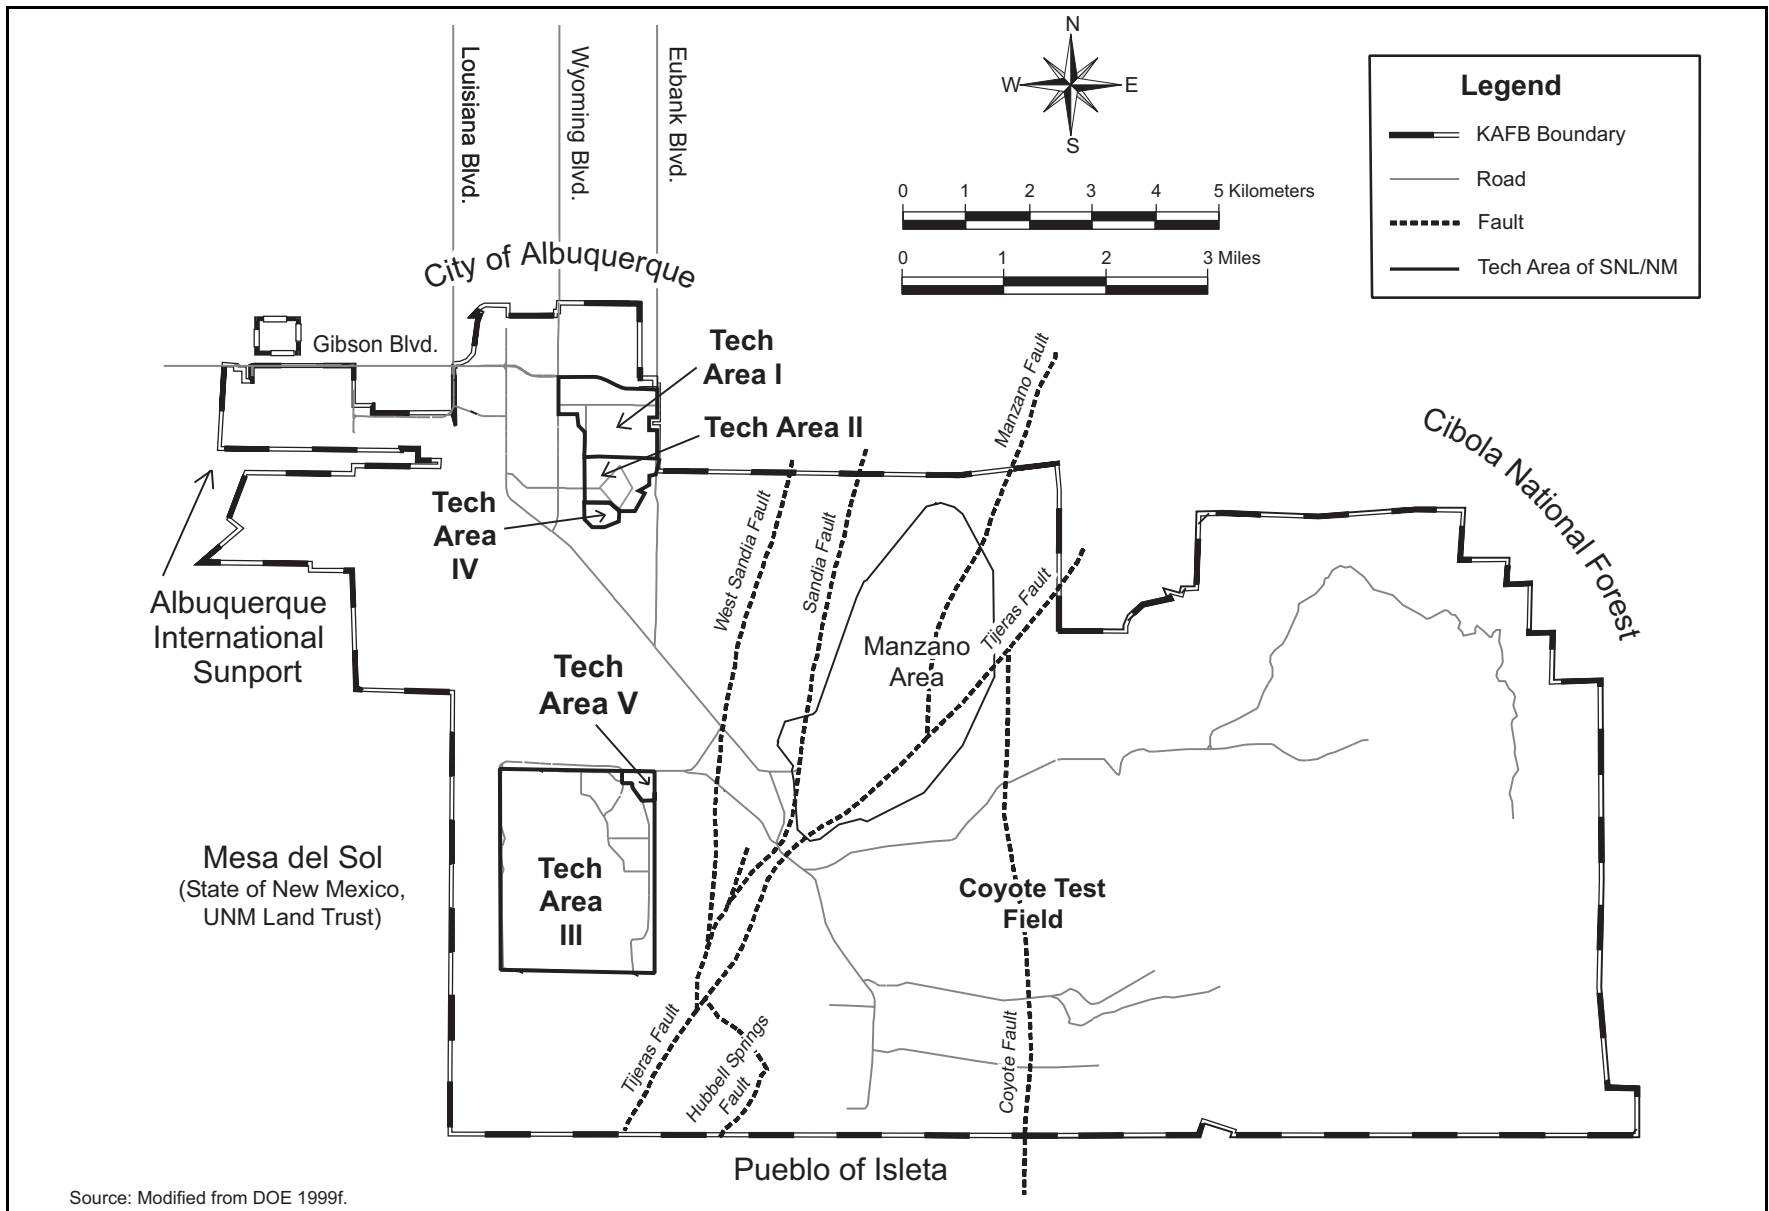 N
W
E
S
Legend
KAFB Boundary
Road
Fault
Tech Area of SNL/NM
0 1 2 3 4 5 Kilometers
0 1 2 3 Miles
Louisiana Blvd.
Wyoming Blvd.
Eubank Blvd.
City of Albuquerque
Gibson Blvd.
Tech
Area I
Tech Area II
Tech
Area
IV
Albuquerque
International
Sunport
Manzano Fault
West Sandia Fault
Sandia Fault
Tijeras Fault
Cibola National Forest
Manzano
Area
Tech
Area V
Mesa del Sol
(State of New Mexico,
UNM Land Trust)
Tech
Area
III
Coyote Test
Field
Tijeras Fault
Hubbell Springs
Fault
Coyote Fault
Pueblo of Isleta
Source: Modified from DOE 1999f.